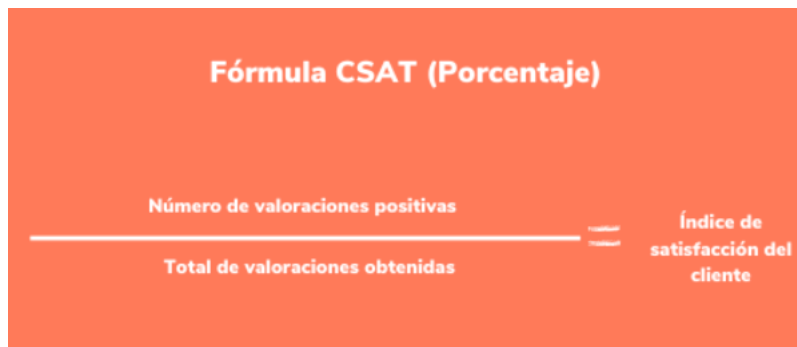 Fórmula CSAT (Porcentaje)
Número de valoraciones positivas
Total de valoraciones obtenidas
=
Índice de
satisfacción del
cliente